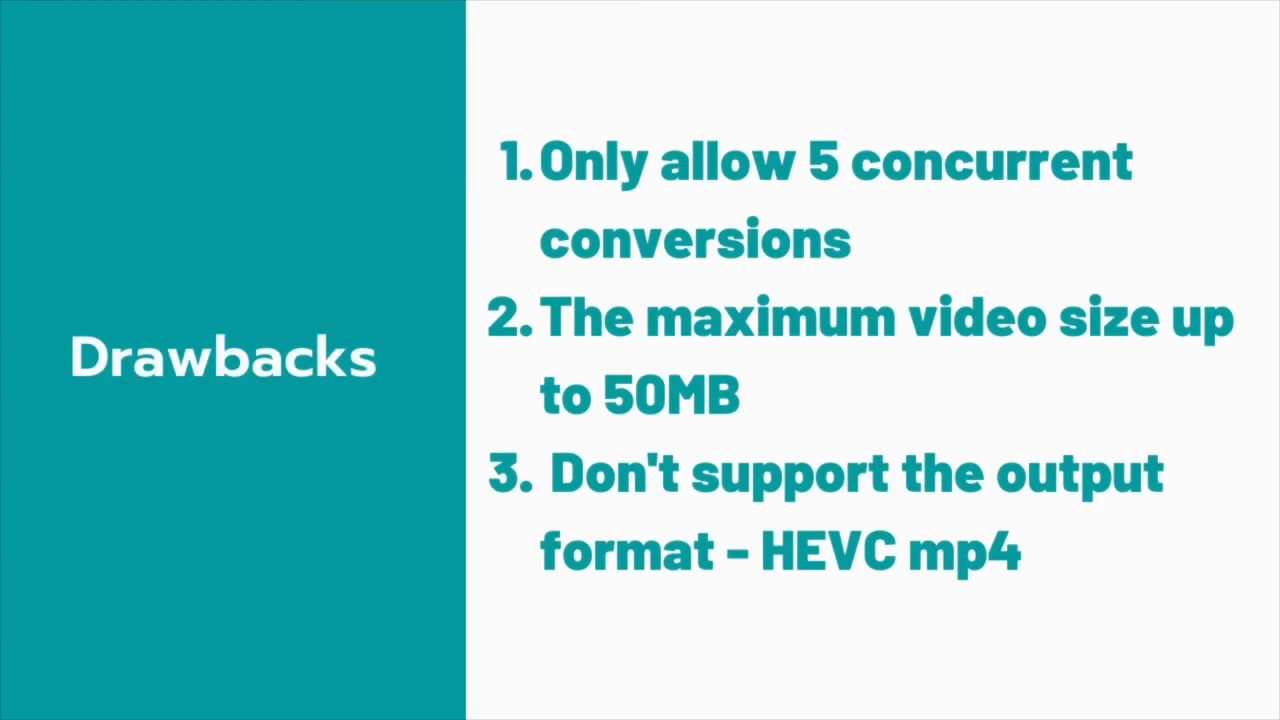 Drawbacks
1. Only allow 5 concurrent
conversions
2. The maximum video size up
to 50MB
3. Don't support the output
format - HEVC mp4